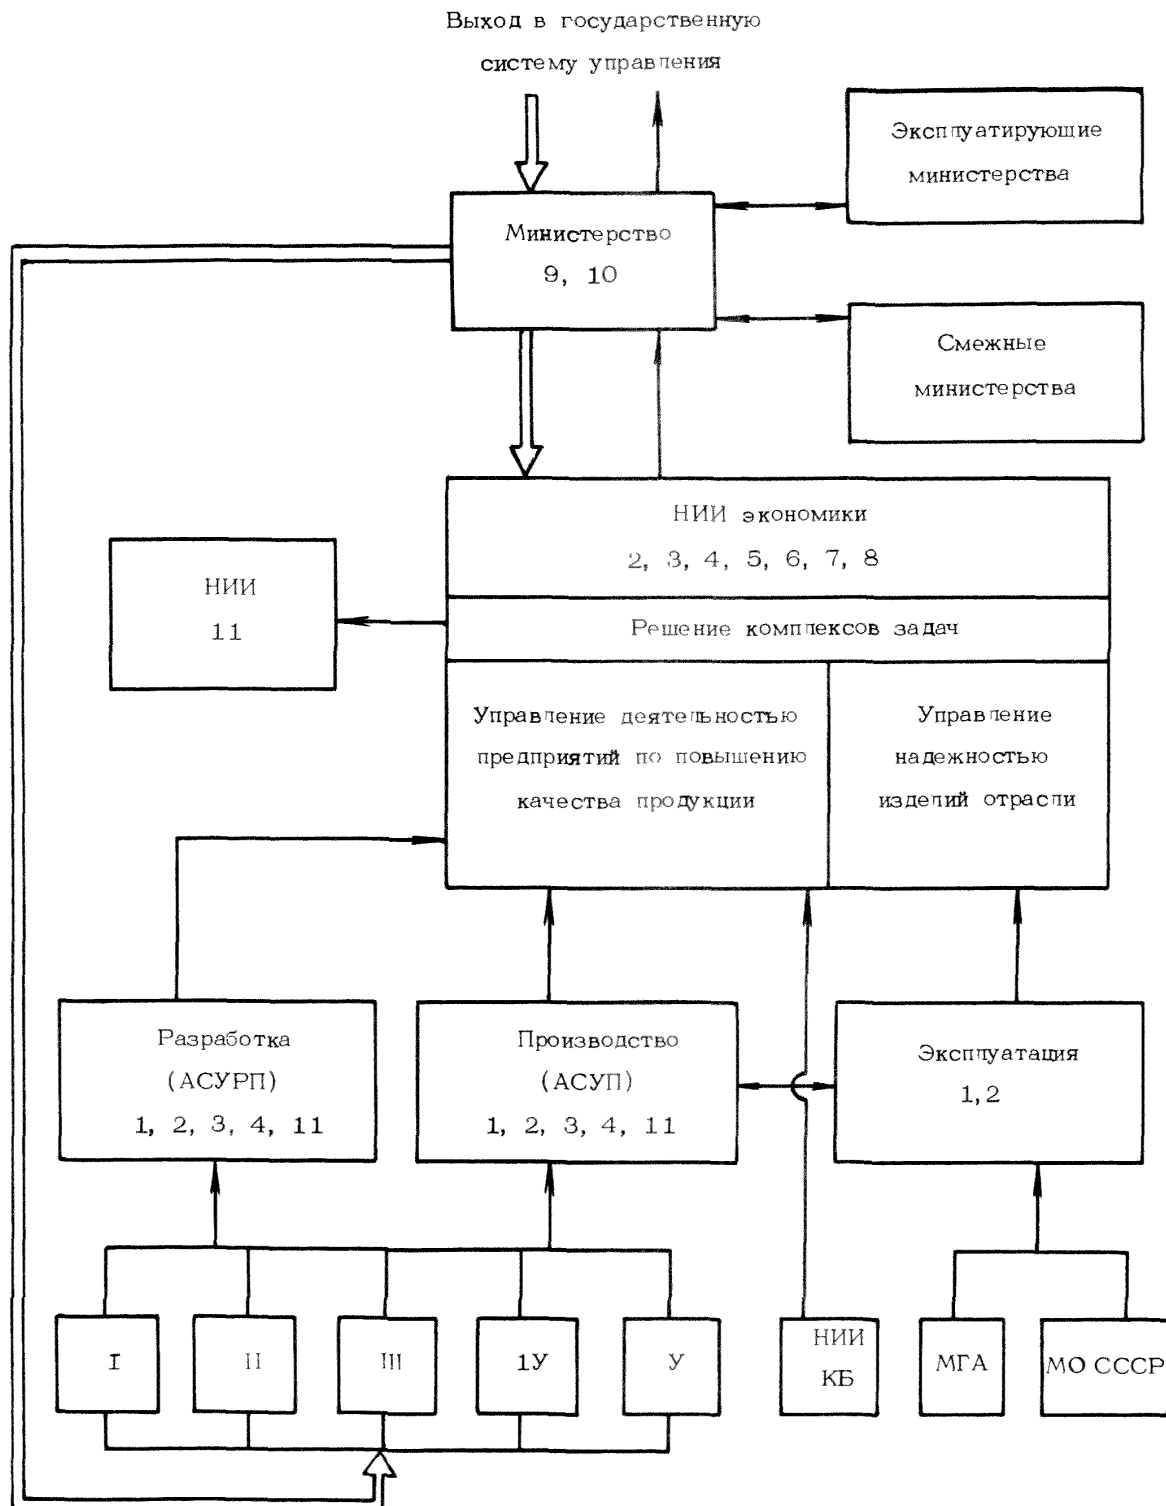 Выход в государственную
систему управления
Эксплуатирующие
министерства
Министерство
9, 10
Смежные
министерства
НИИ экономики
2, 3, 4, 5, 6, 7, 8
НИИ
11
Решение комплексов задач
Управление деятельностью
предприятий по повышению
качества продукции
Управление
надежностью
изделий отрасли
Разработка
(АСУРП)
1, 2, 3, 4, 11
Производство
(АСУП)
1, 2, 3, 4, 11
Эксплуатация
1,2
I
II
III
1У
У
НИИ
КБ
МГА
МО СССР